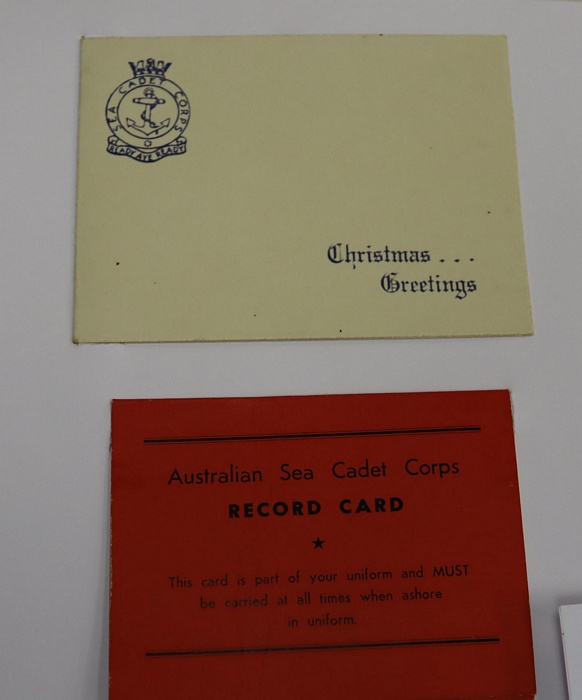 SEA CADET CORPS
READY AYE READY
Christmas . . .
Greetings
Australian Sea Cadet Corps
RECORD CARD
This card is part of your uniform and MUST
be carried at all times when ashore
in uniform.